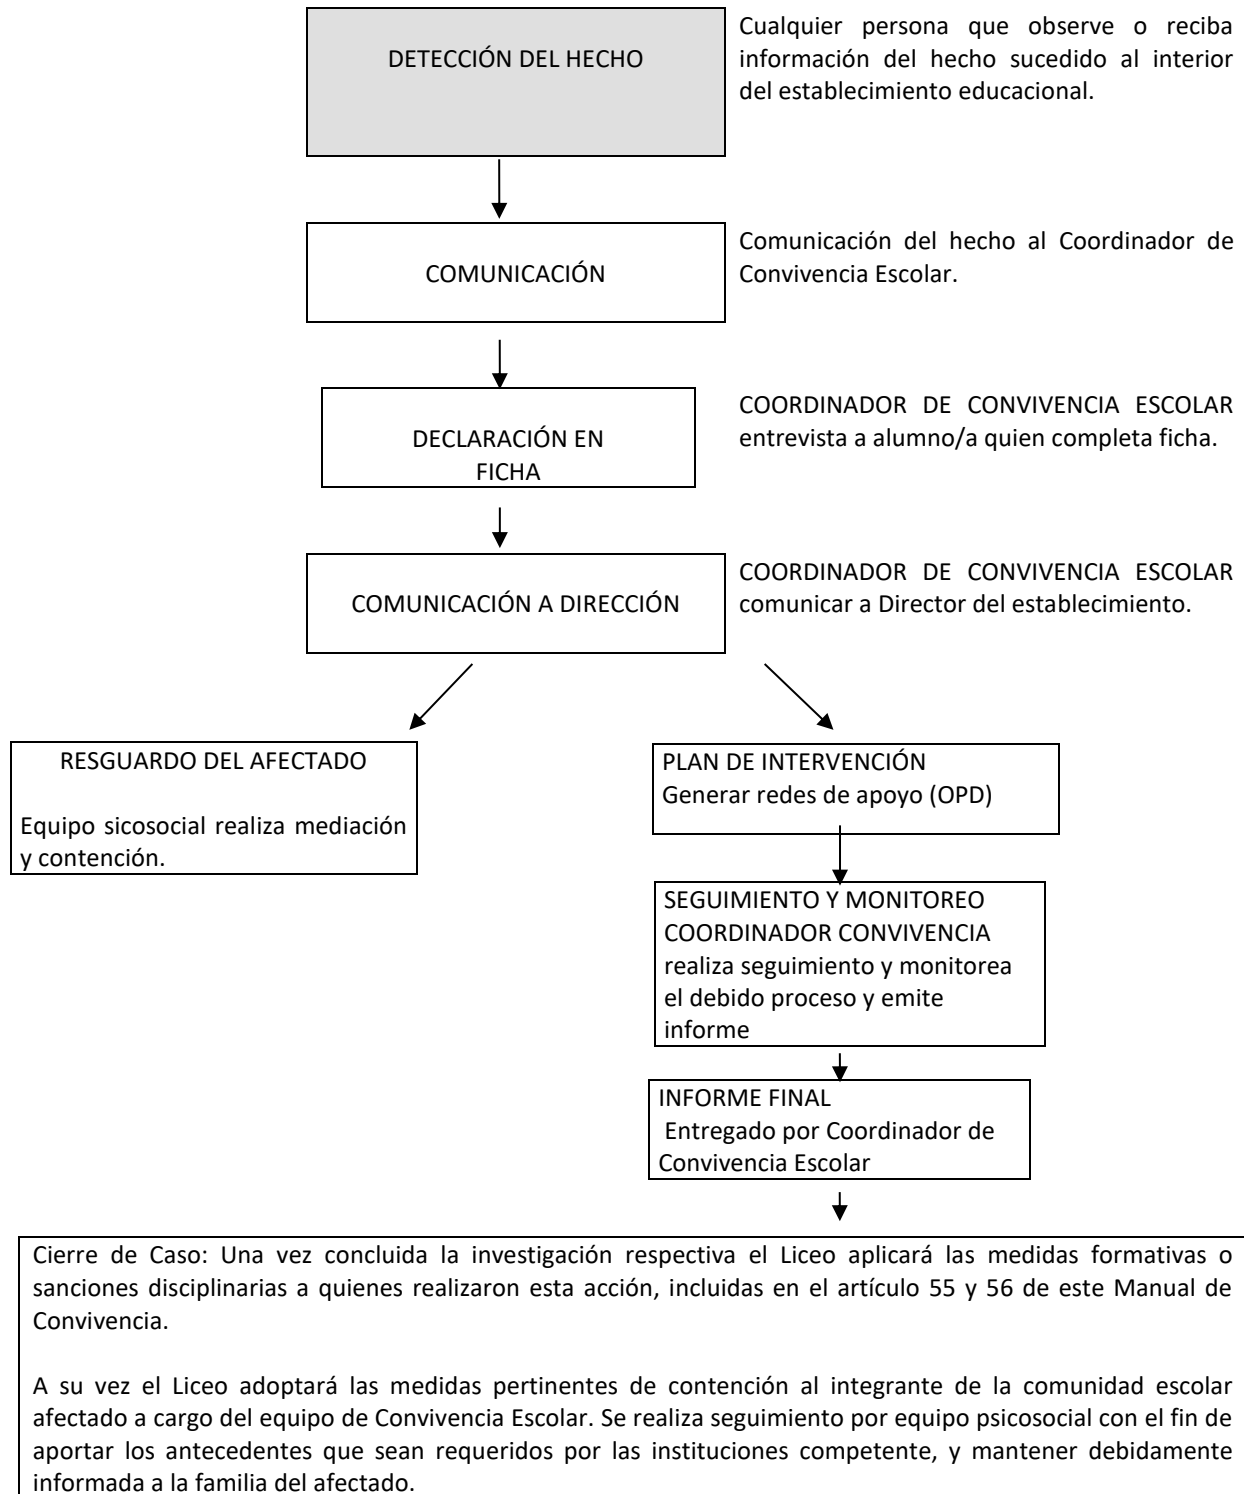 DETECCIÓN DEL HECHO
Cualquier persona que observe o reciba
información del hecho sucedido al interior
del establecimiento educacional.
COMUNICACIÓN
Comunicación del hecho al Coordinador de
Convivencia Escolar.
DECLARACIÓN EN
FICHA
COORDINADOR DE CONVIVENCIA ESCOLAR
entrevista a alumno/a quien completa ficha.
COMUNICACIÓN A DIRECCIÓN
COORDINADOR DE CONVIVENCIA ESCOLAR
comunicar a Director del establecimiento.
RESGUARDO DEL AFECTADO
Equipo sicosocial realiza mediación
y contención.
PLAN DE INTERVENCIÓN
Generar redes de apoyo (OPD)
SEGUIMIENTO Y MONITOREO
COORDINADOR CONVIVENCIA
realiza seguimiento y monitorea
el debido proceso y emite
informe
INFORME FINAL
Entregado por Coordinador de
Convivencia Escolar
Cierre de Caso: Una vez concluida la investigación respectiva el Liceo aplicará las medidas formativas o
sanciones disciplinarias a quienes realizaron esta acción, incluidas en el artículo 55 y 56 de este Manual de
Convivencia.
A su vez el Liceo adoptará las medidas pertinentes de contención al integrante de la comunidad escolar
afectado a cargo del equipo de Convivencia Escolar. Se realiza seguimiento por equipo psicosocial con el fin de
aportar los antecedentes que sean requeridos por las instituciones competente, y mantener debidamente
informada a la familia del afectado.